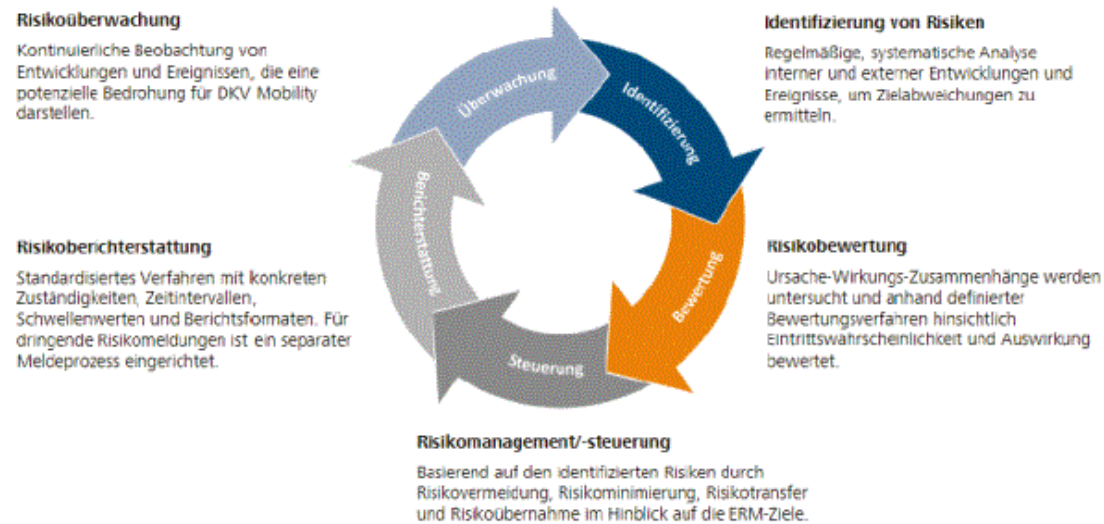 Risikoüberwachung
Kontinuierliche Beobachtung von
Entwicklungen und Ereignissen, die eine
potenzielle Bedrohung für DKV Mobility
darstellen.
Identifizierung von Risiken
Regelmäßige, systematische Analyse
interner und externer Entwicklungen und
Ereignisse, um Zielabweichungen zu
ermitteln.
Überwachung
Identifizierung
Berichterstattung
Bewertung
Steuerung
Risikoberichterstattung
Standardisiertes Verfahren mit konkreten
Zuständigkeiten, Zeitintervallen,
Schwellenwerten und Berichtsformaten. Für
dringende Risikomeldungen ist ein separater
Meldeprozess eingerichtet.
Risikobewertung
Ursache-Wirkungs-Zusammenhänge werden
untersucht und anhand definierter
Bewertungsverfahren hinsichtlich
Eintrittswahrscheinlichkeit und Auswirkung
bewertet.
Risikomanagement/-steuerung
Basierend auf den identifizierten Risiken durch
Risikovermeidung, Risikominimierung, Risikotransfer
und Risikoübernahme im Hinblick auf die ERM-Ziele.